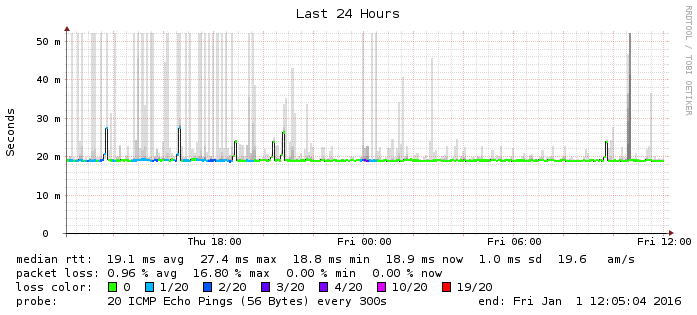 Last 24 Hours
RRDTOOL / TOBI OETIKER
Seconds
50 m
40 m
30 m
20 m
10 m
0
Thu 18:00 Fri 00:00 Fri 06:00 Fri 12:00
median rtt: 19.1 ms avg 27.4 ms max 18.8 ms min 18.9 ms now 1.0 ms sd 19.6 am/s
packet loss: 0.96 % avg 16.80 % max 0.00 % min 0.00 % now
loss color: 0 1/20 2/20 3/20 4/20 10/20 19/20
probe: 20 ICMP Echo Pings (56 Bytes) every 300s end: Fri Jan 1 12:05:04 2016